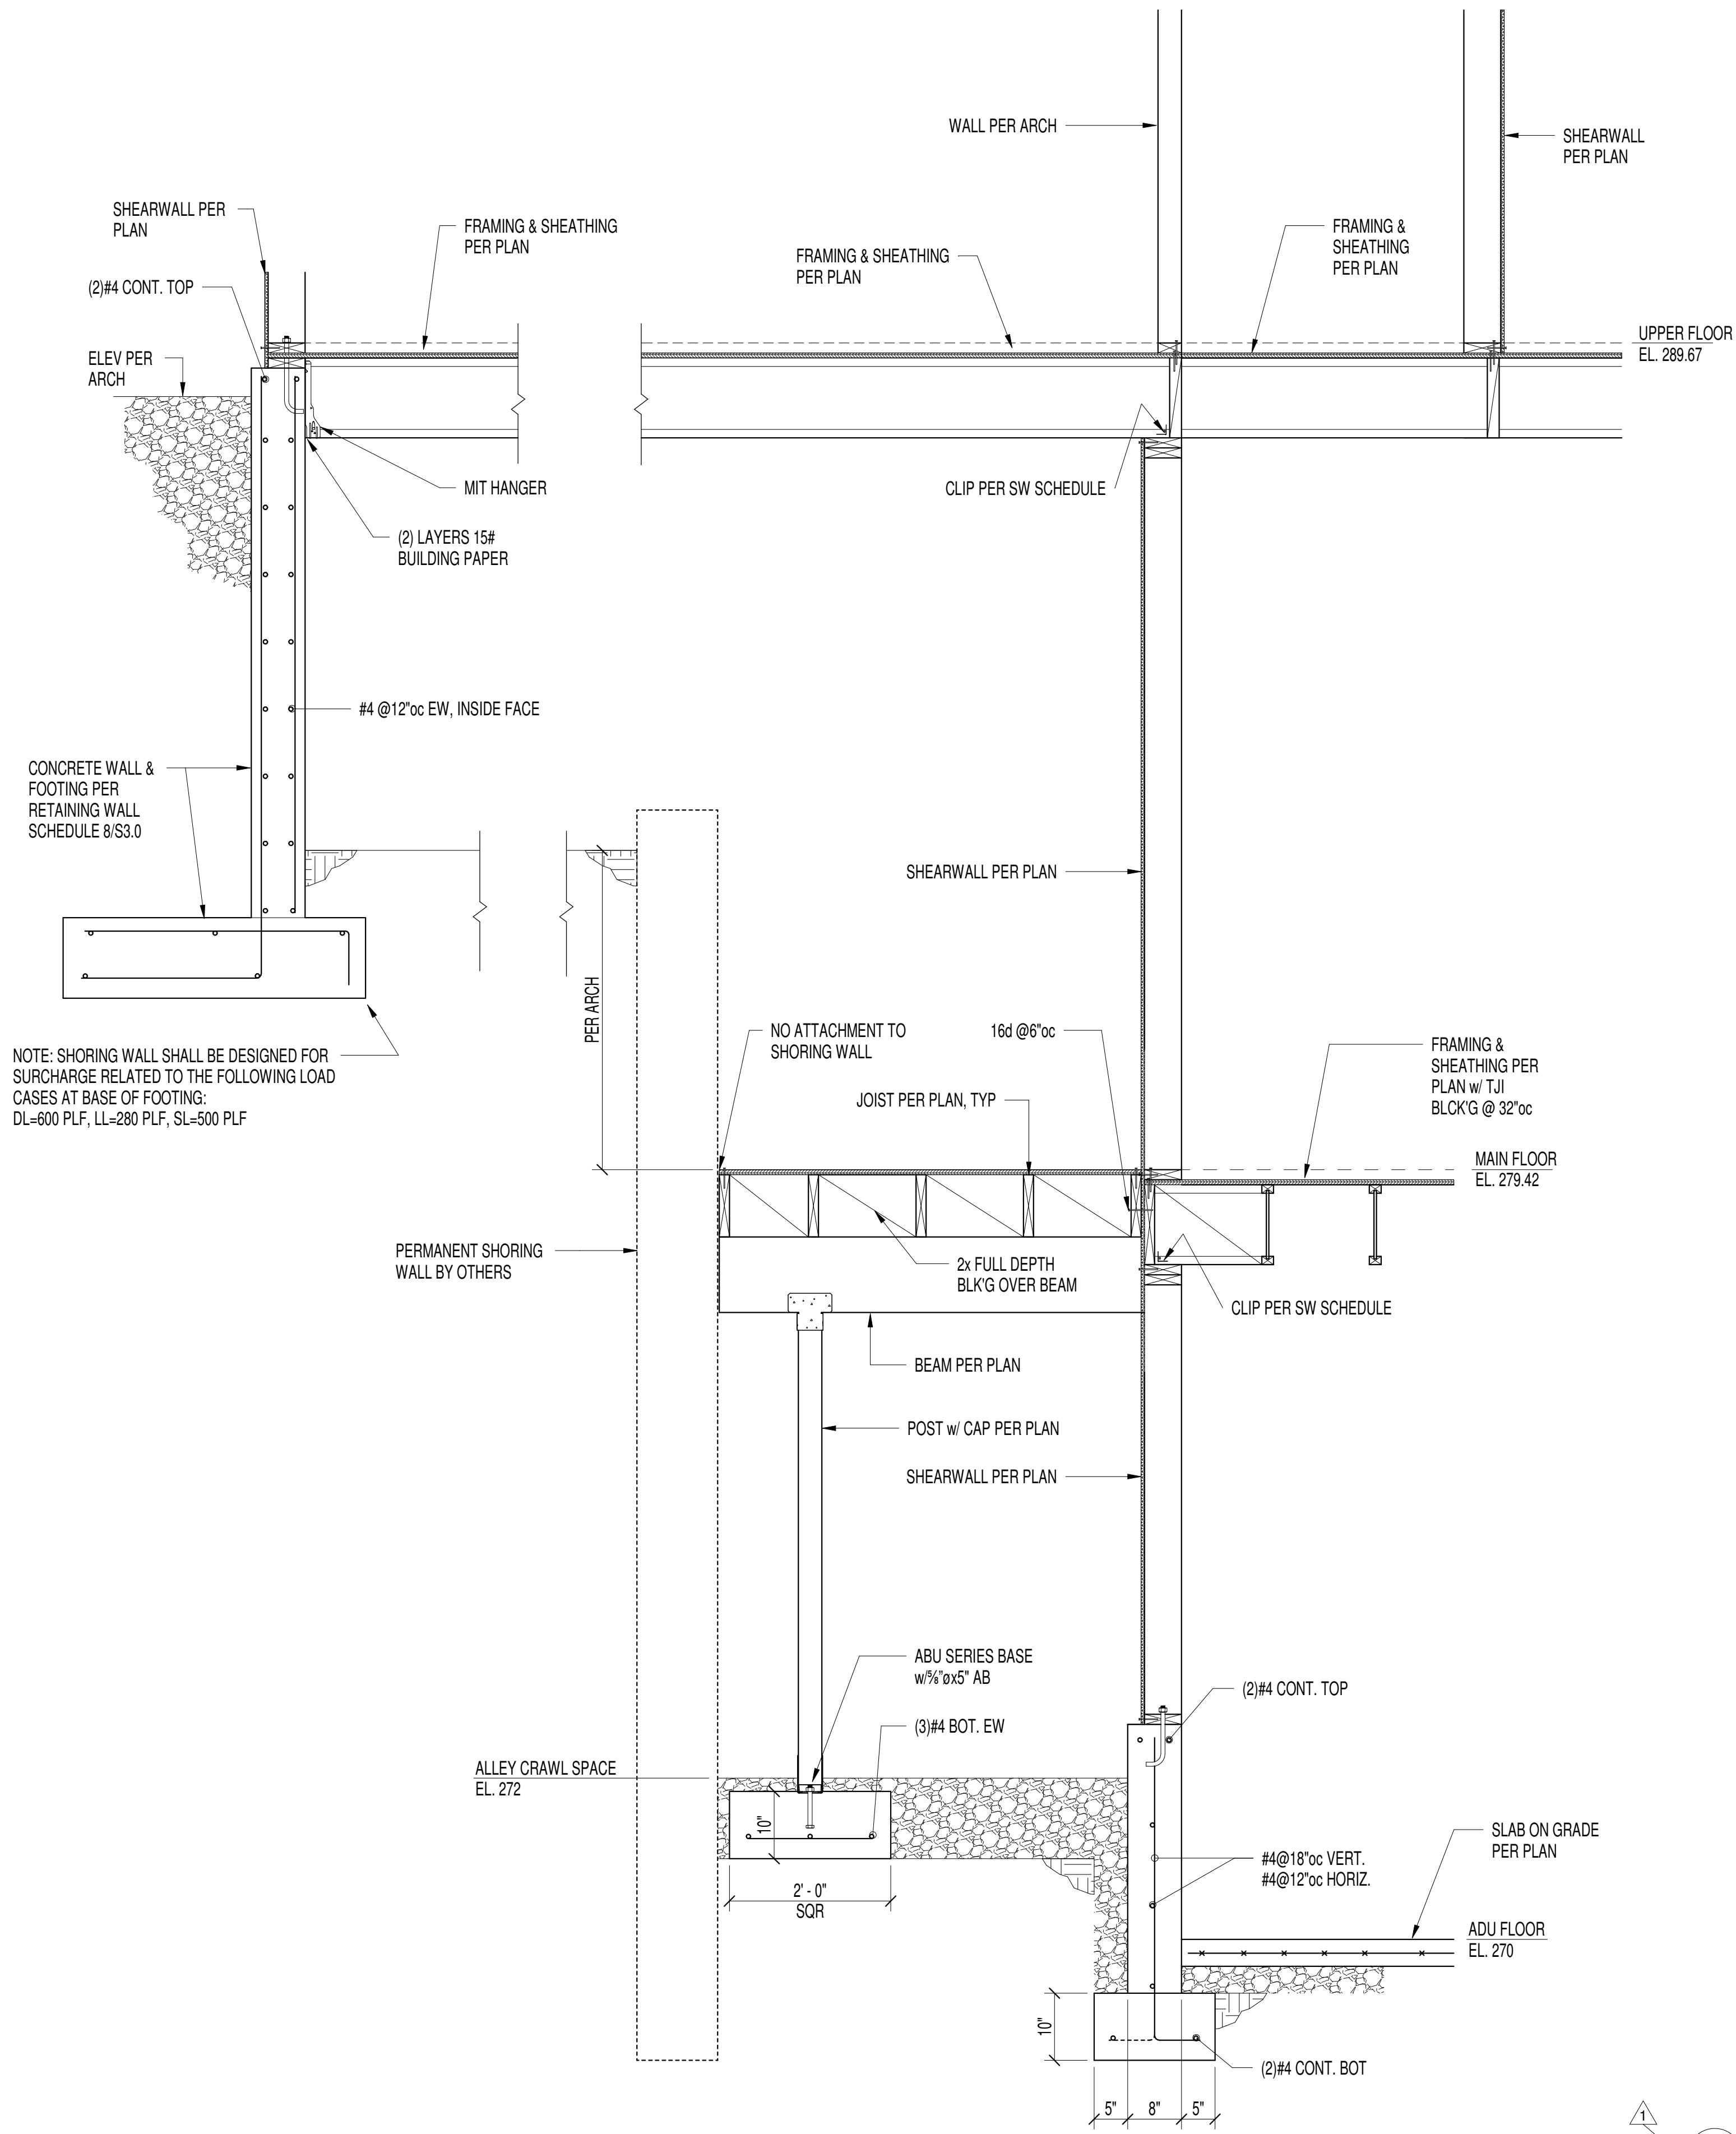 WALL PER ARCH
SHEARWALL
PER PLAN
SHEARWALL PER
PLAN
FRAMING & SHEATHING
PER PLAN
FRAMING & SHEATHING
PER PLAN
FRAMING &
SHEATHING
PER PLAN
(2)#4 CONT. TOP
UPPER FLOOR
EL. 289.67
ELEV PER
ARCH
MIT HANGER
CLIP PER SW SCHEDULE
(2) LAYERS 15#
BUILDING PAPER
#4 @12"oc EW, INSIDE FACE
CONCRETE WALL &
FOOTING PER
RETAINING WALL
SCHEDULE 8/S3.0
SHEARWALL PER PLAN
PER ARCH
NOTE: SHORING WALL SHALL BE DESIGNED FOR
SURCHARGE RELATED TO THE FOLLOWING LOAD
CASES AT BASE OF FOOTING:
DL=600 PLF, LL=280 PLF, SL=500 PLF
NO ATTACHMENT TO
SHORING WALL
16d @6"oc
FRAMING &
SHEATHING PER
PLAN w/ TJI
BLCK'G @ 32"oc
JOIST PER PLAN, TYP
MAIN FLOOR
EL. 279.42
PERMANENT SHORING
WALL BY OTHERS
2x FULL DEPTH
BLK'G OVER BEAM
CLIP PER SW SCHEDULE
BEAM PER PLAN
POST w/ CAP PER PLAN
SHEARWALL PER PLAN
ABU SERIES BASE
w/⅝"øx5" AB
(2)#4 CONT. TOP
(3)#4 BOT. EW
ALLEY CRAWL SPACE
EL. 272
10"
2' - 0"
SQR
#4@18"oc VERT.
#4@12"oc HORIZ.
SLAB ON GRADE
PER PLAN
ADU FLOOR
EL. 270
10"
(2)#4 CONT. BOT
5" 8" 5"
1